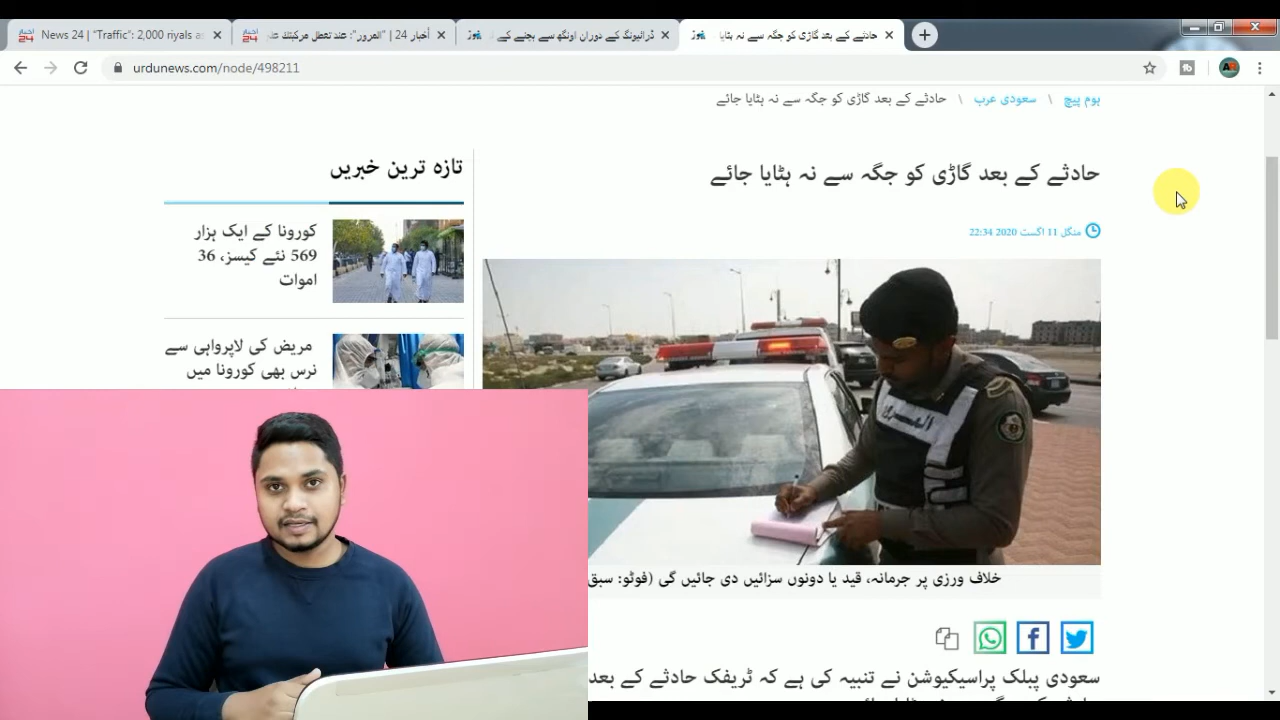 News 24 | "Traffic": 2,000 riyals as
أخبار 24 | "المرور": عند تعطل مركبتك علـ
ڈرائیونگ کے دوران اونگھ سے بچنے کے
حادثے کے بعد گاڑی کو جگہ سے نہ ہٹایا
urdunews.com/node/498211
ہوم پیج \ سعودی عرب \ حادثے کے بعد گاڑی کو جگہ سے نہ ہٹایا جائے
حادثے کے بعد گاڑی کو جگہ سے نہ ہٹایا جائے
منگل 11 اگست 2020 22:34
المرور
خلاف ورزی پر جرمانہ، قید یا دونوں سزائیں دی جائیں گی (فوٹو: سبق
سعودی پبلک پراسیکیوشن نے تنبیہ کی ہے کہ ٹریفک حادثے کے بعد
تازہ ترین خبریں
کورونا کے ایک ہزار
569 نئے کیسز، 36
اموات
مریض کی لاپرواہی سے
نرس بھی کورونا میں